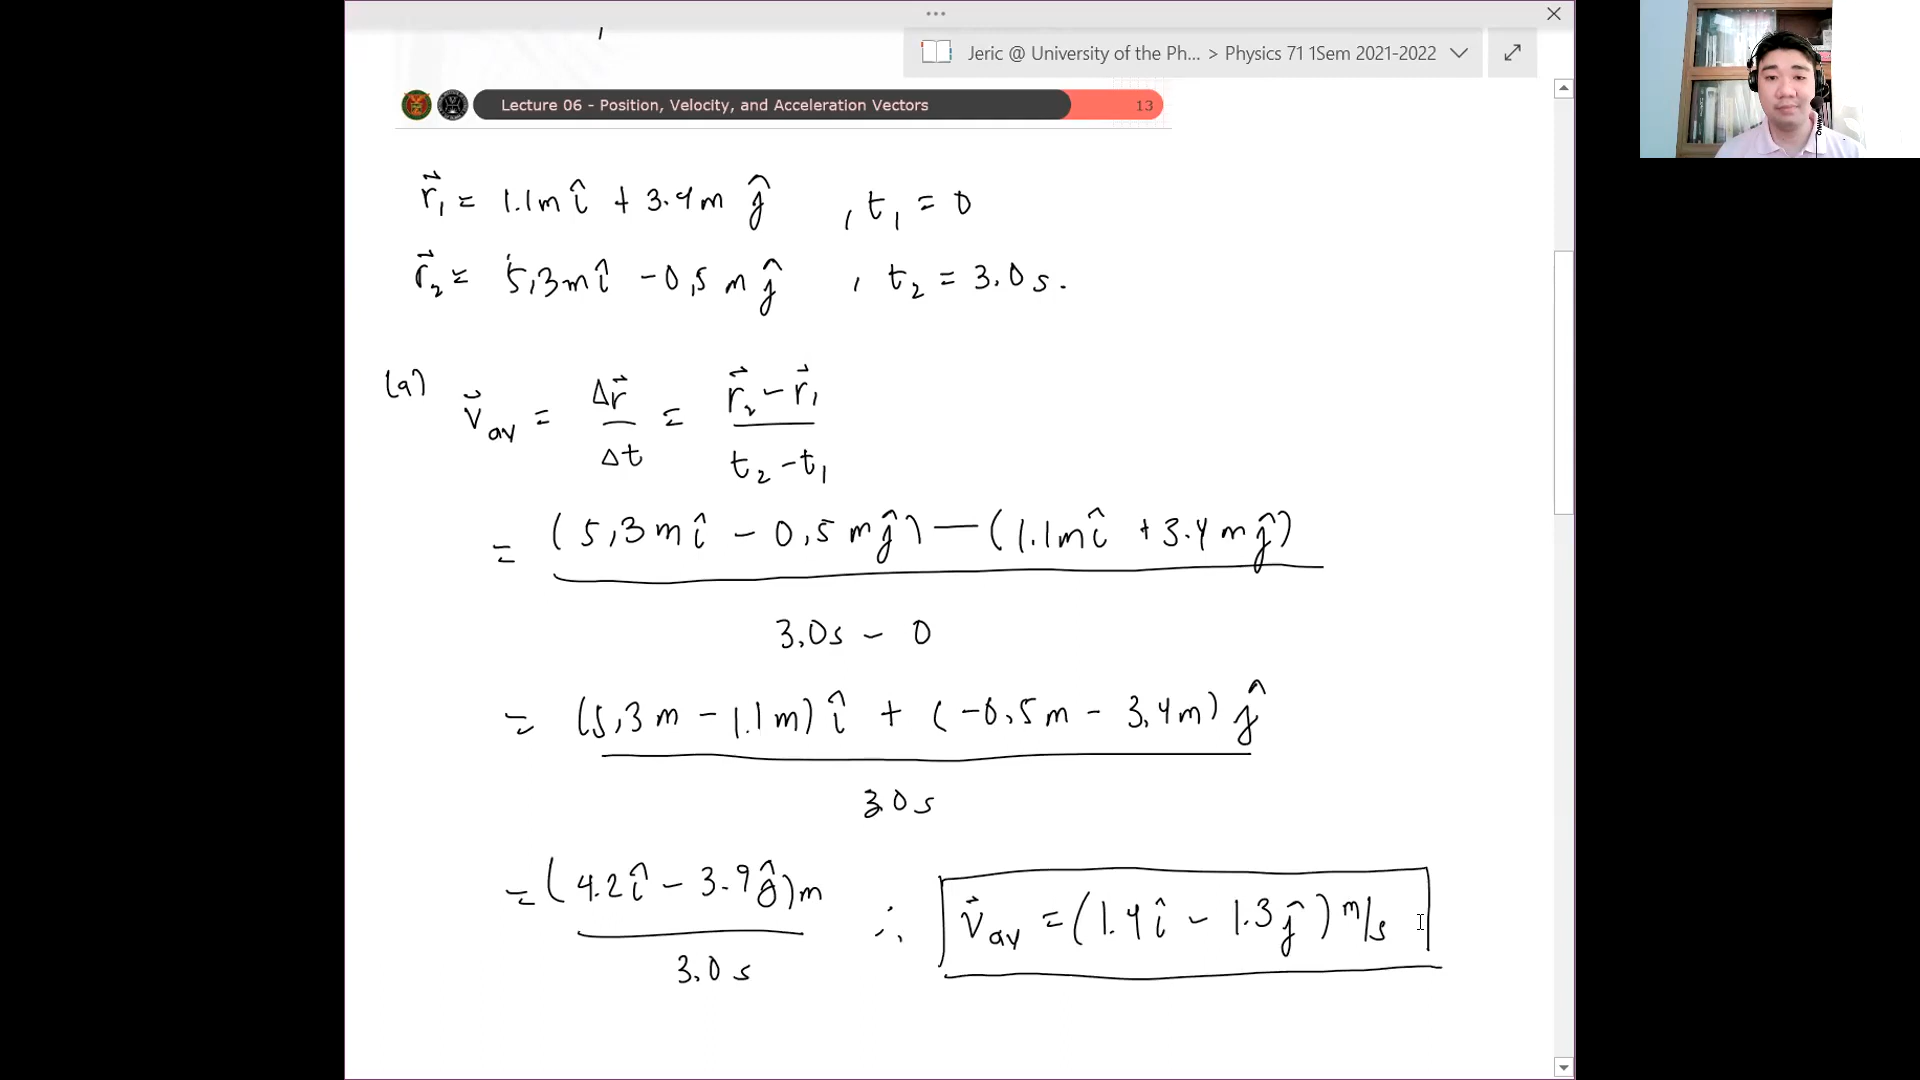 Jeric @ University of the Ph... > Physics 71 1Sem 2021-2022
Lecture 06 - Position, Velocity, and Acceleration Vectors 13
r⃗₁ = 1.1m î + 3.4m ĵ , t₁ = 0
r⃗₂ = 5.3m î - 0.5 m ĵ , t₂ = 3.0 s.
(a) v⃗av = Δr⃗ / Δt = (r⃗₂ - r⃗₁) / (t₂ - t₁)
= (5.3 m î - 0.5 m ĵ) - (1.1m î + 3.4 m ĵ)
3.0s - 0
= (5.3 m - 1.1 m) î + (-0.5m - 3.4m) ĵ
3.0 s
= (4.2 î - 3.9 ĵ) m
3.0 s
∴ v⃗av = (1.4 î - 1.3 ĵ) m/s